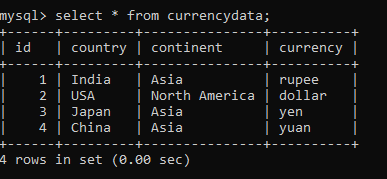 mysql> select * from currencydata;
+------+---------+---------------+----------+
| id   | country | continent     | currency |
+------+---------+---------------+----------+
|    1 | India   | Asia          | rupee    |
|    2 | USA     | North America | dollar   |
|    3 | Japan   | Asia          | yen      |
|    4 | China   | Asia          | yuan     |
+------+---------+---------------+----------+
4 rows in set (0.00 sec)